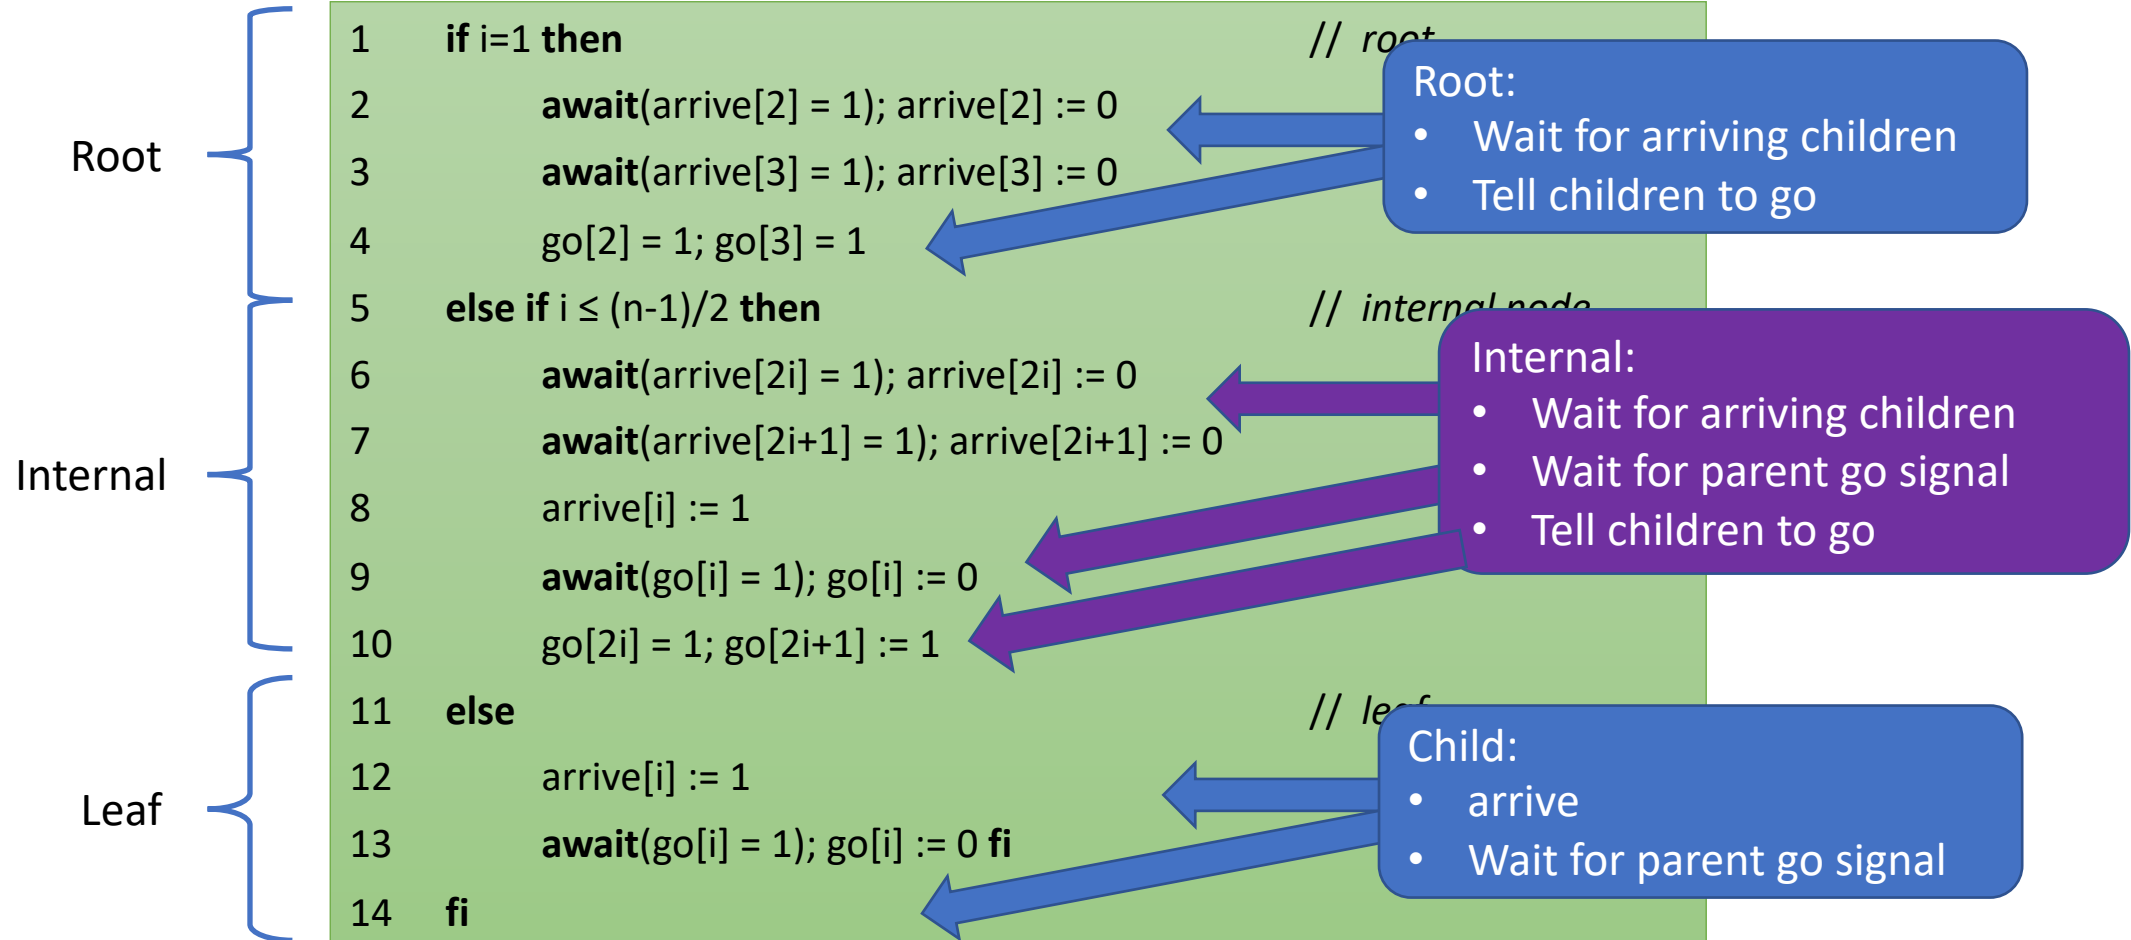 Root
Internal
Leaf
1 if i=1 then // root
2 await(arrive[2] = 1); arrive[2] := 0
3 await(arrive[3] = 1); arrive[3] := 0
4 go[2] = 1; go[3] = 1
5 else if i ≤ (n-1)/2 then // internal node
6 await(arrive[2i] = 1); arrive[2i] := 0
7 await(arrive[2i+1] = 1); arrive[2i+1] := 0
8 arrive[i] := 1
9 await(go[i] = 1); go[i] := 0
10 go[2i] = 1; go[2i+1] := 1
11 else // leaf
12 arrive[i] := 1
13 await(go[i] = 1); go[i] := 0 fi
14 fi
Root:
• Wait for arriving children
• Tell children to go
Internal:
• Wait for arriving children
• Wait for parent go signal
• Tell children to go
Child:
• arrive
• Wait for parent go signal